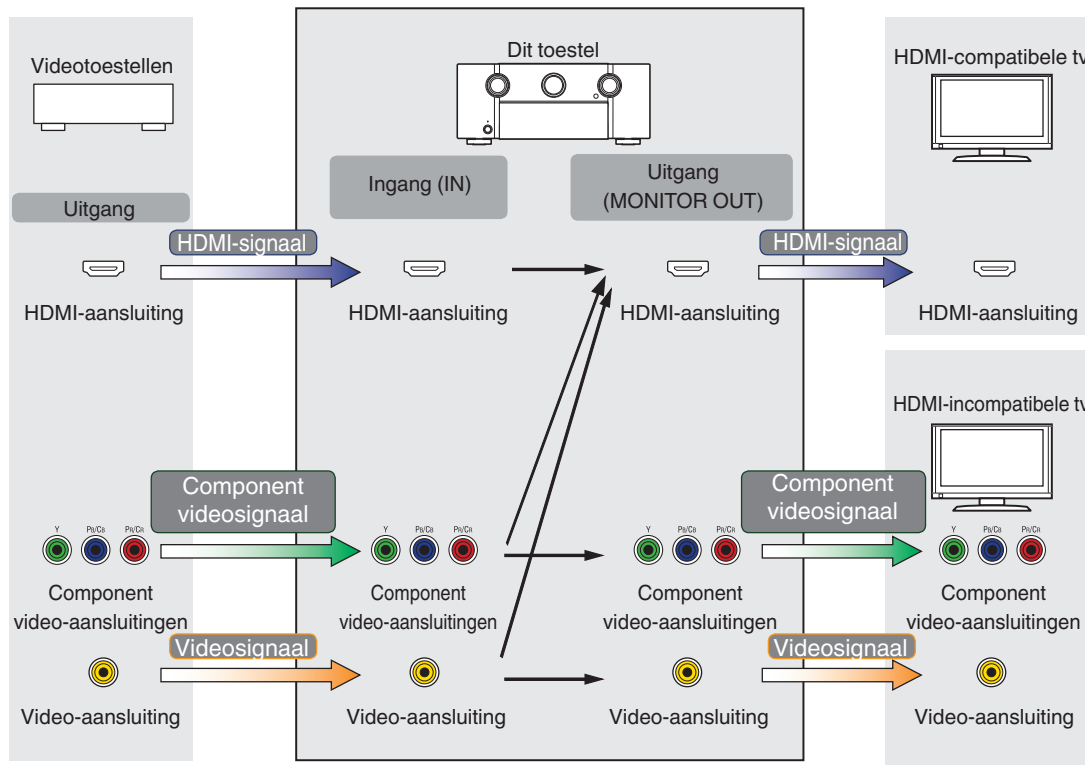 Videotoestellen
Dit toestel
HDMI-compatibele tv
Uitgang
Ingang (IN)
Uitgang
(MONITOR OUT)
HDMI-signaal
HDMI-signaal
HDMI-aansluiting
HDMI-aansluiting
HDMI-aansluiting
HDMI-aansluiting
HDMI-incompatibele tv
Component
videosignaal
Component
videosignaal
Y PB/CB PR/CR
Y PB/CB PR/CR
Y PB/CB PR/CR
Y PB/CB PR/CR
Component
video-aansluitingen
Component
video-aansluitingen
Component
video-aansluitingen
Component
video-aansluitingen
Videosignaal
Videosignaal
Video-aansluiting
Video-aansluiting
Video-aansluiting
Video-aansluiting